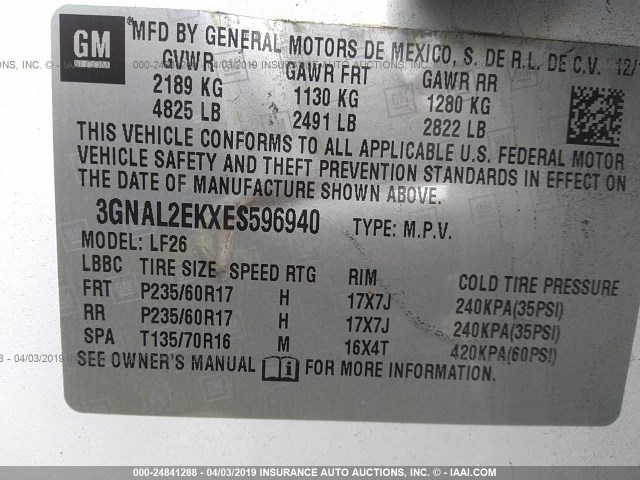 GM
MFD BY GENERAL MOTORS DE MEXICO, S. DE R.L. DE C.V. 12/
GVWR GAWR FRT GAWR RR
2189 KG 1130 KG 1280 KG
4825 LB 2491 LB 2822 LB
THIS VEHICLE CONFORMS TO ALL APPLICABLE U.S. FEDERAL MOTOR
VEHICLE SAFETY AND THEFT PREVENTION STANDARDS IN EFFECT ON
THE DATE OF MANUFACTURE SHOWN ABOVE.
3GNAL2EKXES596940 TYPE: M.P.V.
MODEL: LF26
LBBC TIRE SIZE SPEED RTG RIM COLD TIRE PRESSURE
FRT P235/60R17 H 17X7J 240KPA(35PSI)
RR P235/60R17 H 17X7J 240KPA(35PSI)
SPA T135/70R16 M 16X4T 420KPA(60PSI)
SEE OWNER'S MANUAL FOR MORE INFORMATION.
000-24841288 - 04/03/2019 INSURANCE AUTO AUCTIONS INC. - © - IAAI.COM